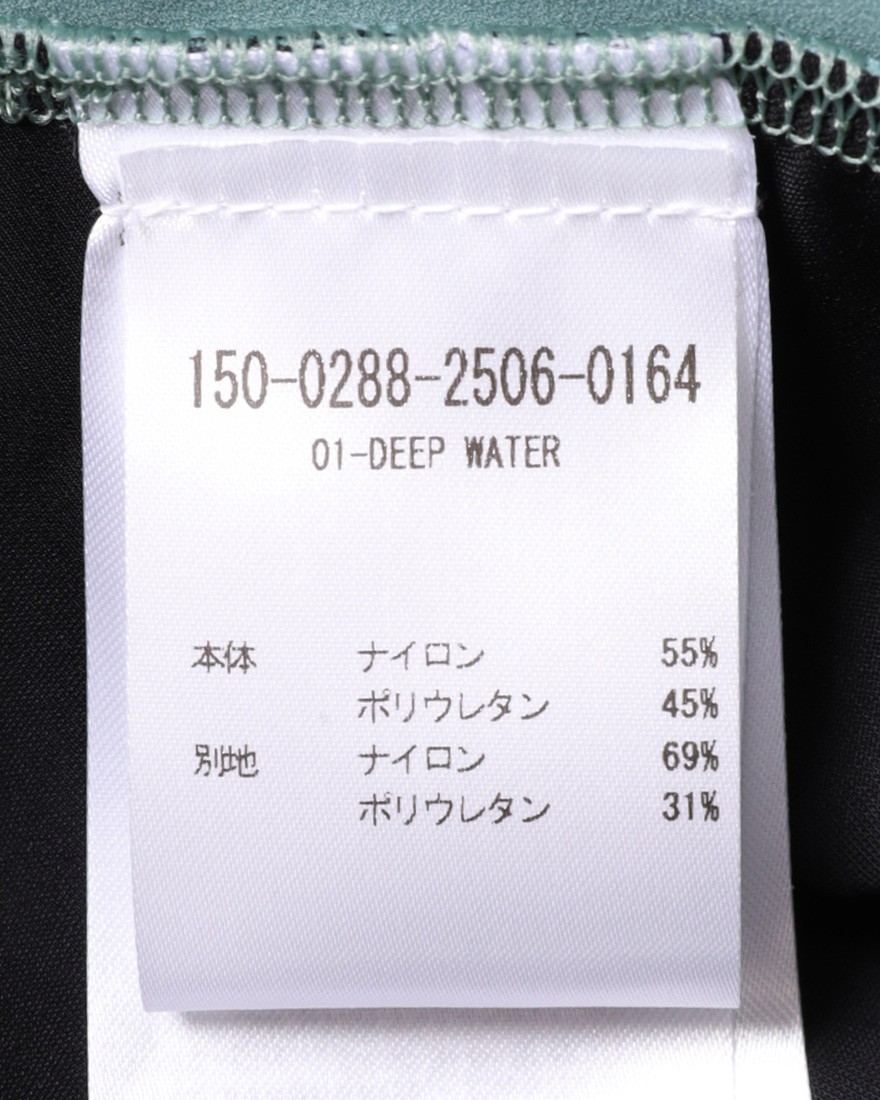 150-0288-2506-0164
01-DEEP WATER
本体 ナイロン 55%
ポリウレタン 45%
別地 ナイロン 69%
ポリウレタン 31%